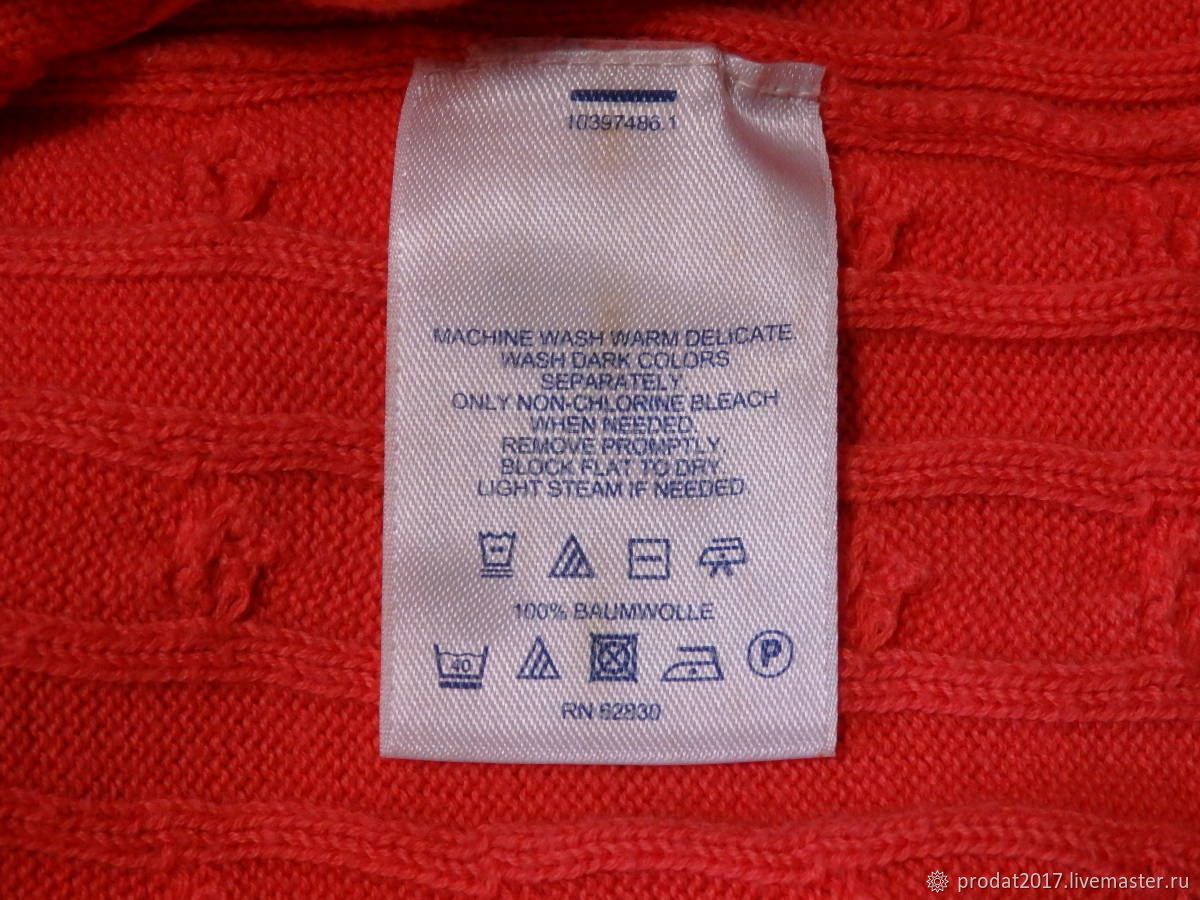 10397486.1
MACHINE WASH WARM DELICATE
WASH DARK COLORS
SEPARATELY.
ONLY NON-CHLORINE BLEACH
WHEN NEEDED.
REMOVE PROMPTLY.
BLOCK FLAT TO DRY.
LIGHT STEAM IF NEEDED
100% BAUMWOLLE
40
P
RN 62830
prodat2017.livemaster.ru